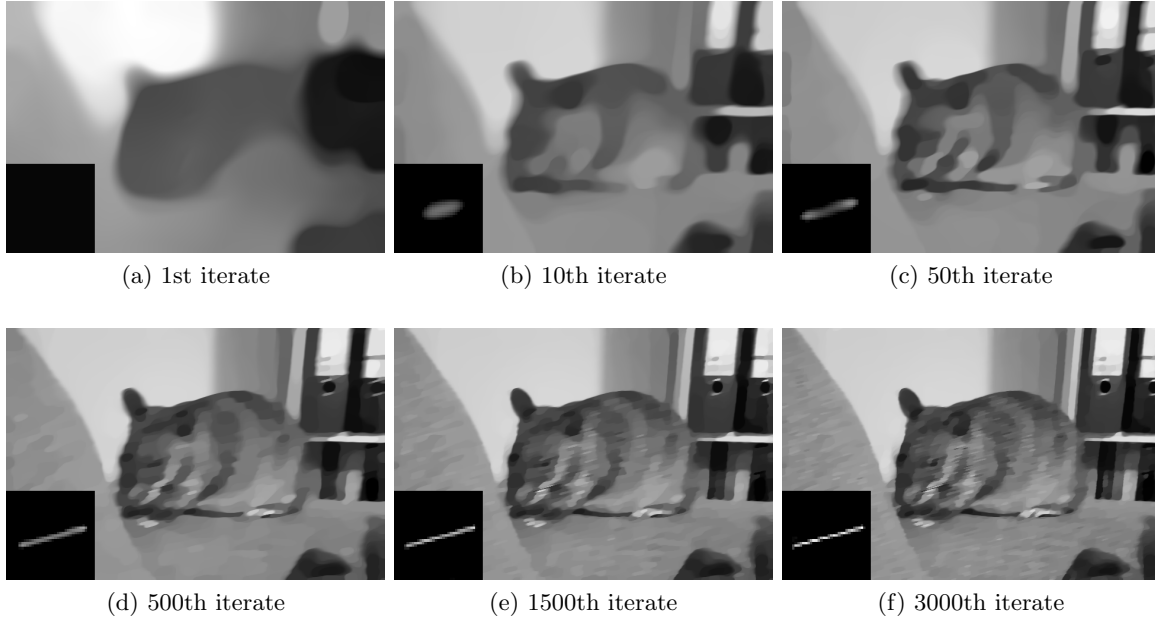 (a) 1st iterate
(b) 10th iterate
(c) 50th iterate
(d) 500th iterate
(e) 1500th iterate
(f) 3000th iterate